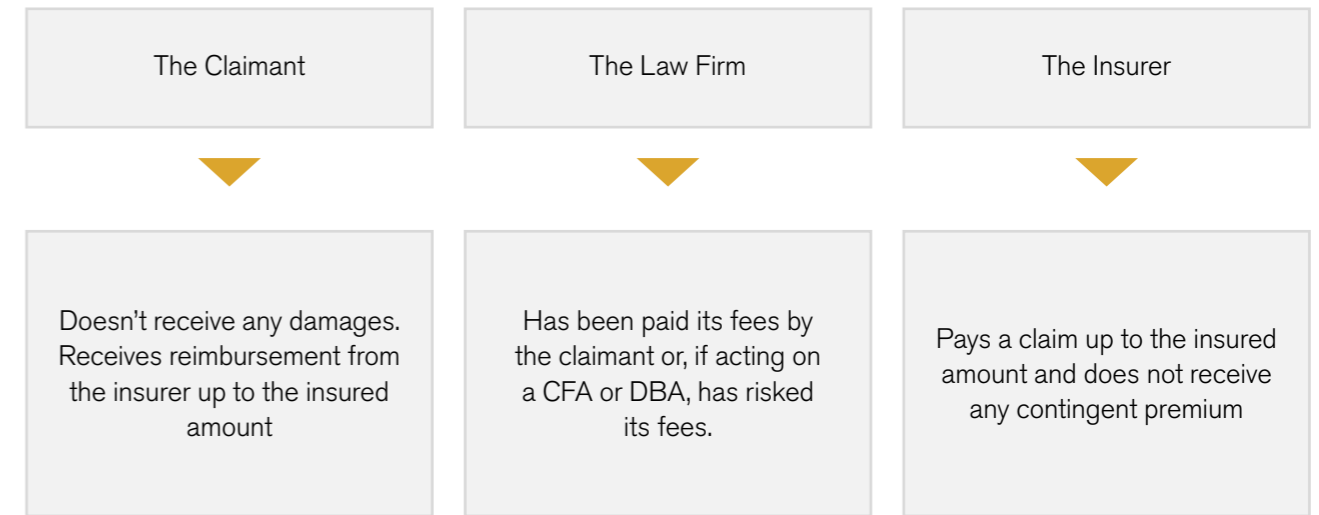 The Claimant
The Law Firm
The Insurer
Doesn’t receive any damages.
Receives reimbursement from
the insurer up to the insured
amount
Has been paid its fees by
the claimant or, if acting on
a CFA or DBA, has risked
its fees.
Pays a claim up to the insured
amount and does not receive
any contingent premium